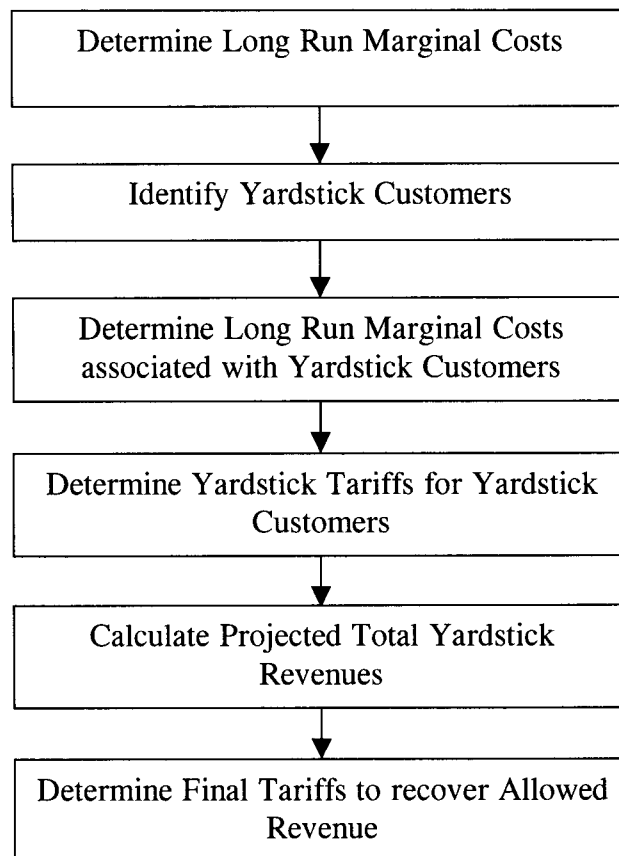 Determine Long Run Marginal Costs
Identify Yardstick Customers
Determine Long Run Marginal Costs
associated with Yardstick Customers
Determine Yardstick Tariffs for Yardstick
Customers
Calculate Projected Total Yardstick
Revenues
Determine Final Tariffs to recover Allowed
Revenue